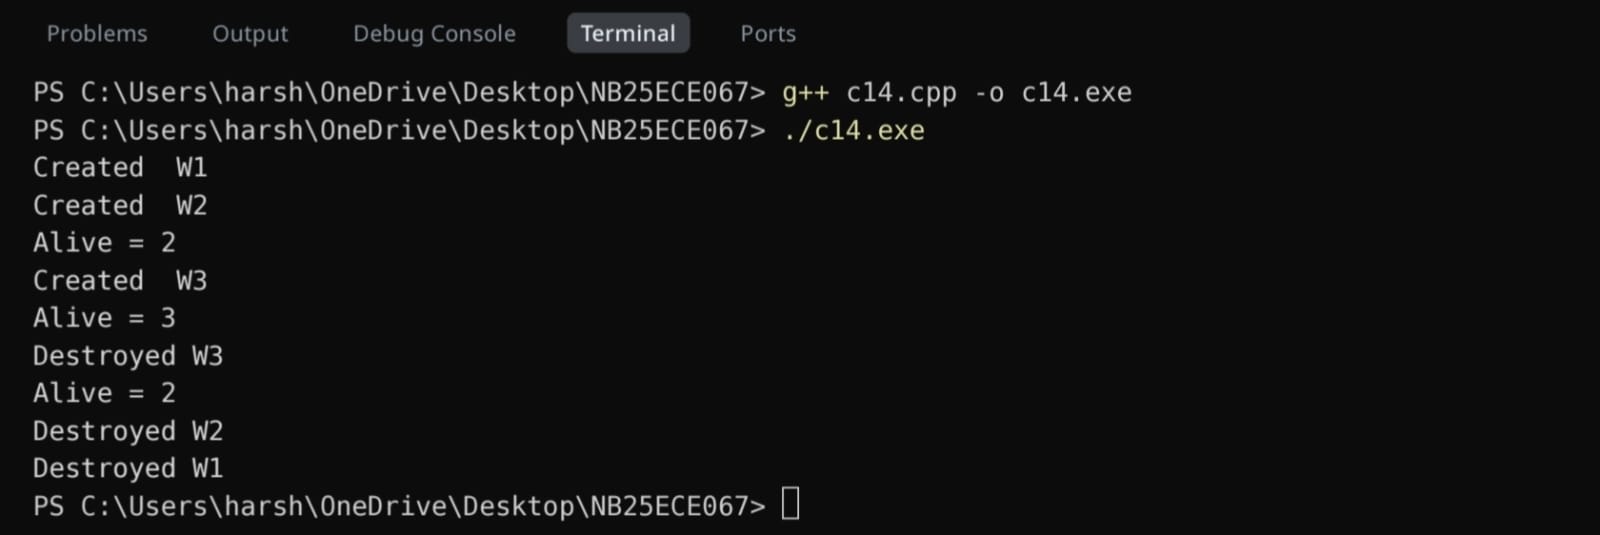 Problems Output Debug Console Terminal Ports
PS C:\Users\harsh\OneDrive\Desktop\NB25ECE067> g++ c14.cpp -o c14.exe
PS C:\Users\harsh\OneDrive\Desktop\NB25ECE067> ./c14.exe
Created  W1
Created  W2
Alive = 2
Created  W3
Alive = 3
Destroyed W3
Alive = 2
Destroyed W2
Destroyed W1
PS C:\Users\harsh\OneDrive\Desktop\NB25ECE067>